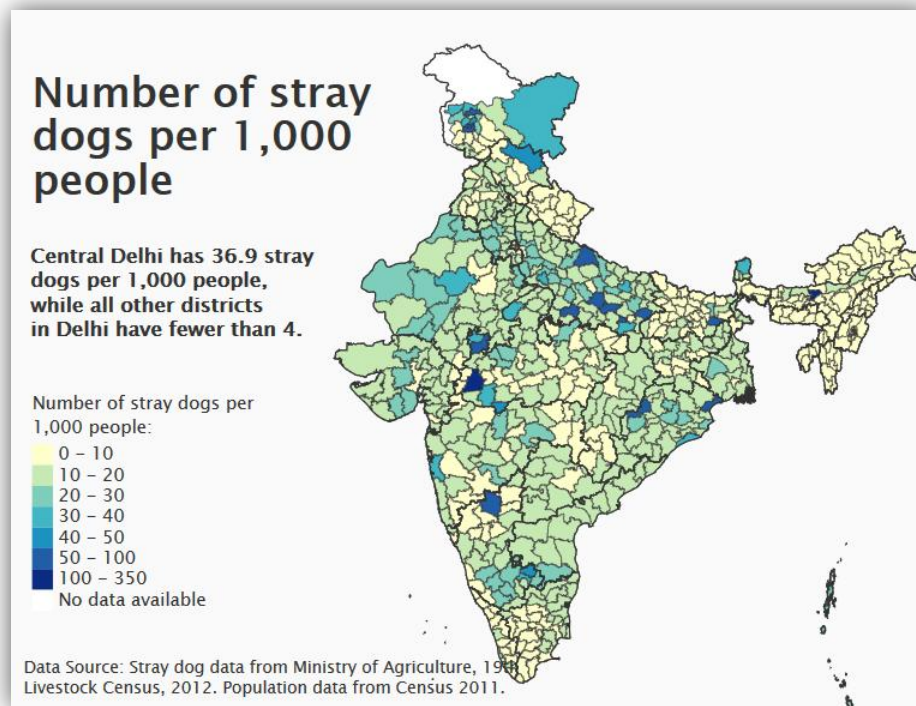 Number of stray
dogs per 1,000
people
Central Delhi has 36.9 stray
dogs per 1,000 people,
while all other districts
in Delhi have fewer than 4.
Number of stray dogs per
1,000 people:
0 – 10
10 – 20
20 – 30
30 – 40
40 – 50
50 – 100
100 – 350
No data available
Data Source: Stray dog data from Ministry of Agriculture,
Livestock Census, 2012. Population data from Census 2011.